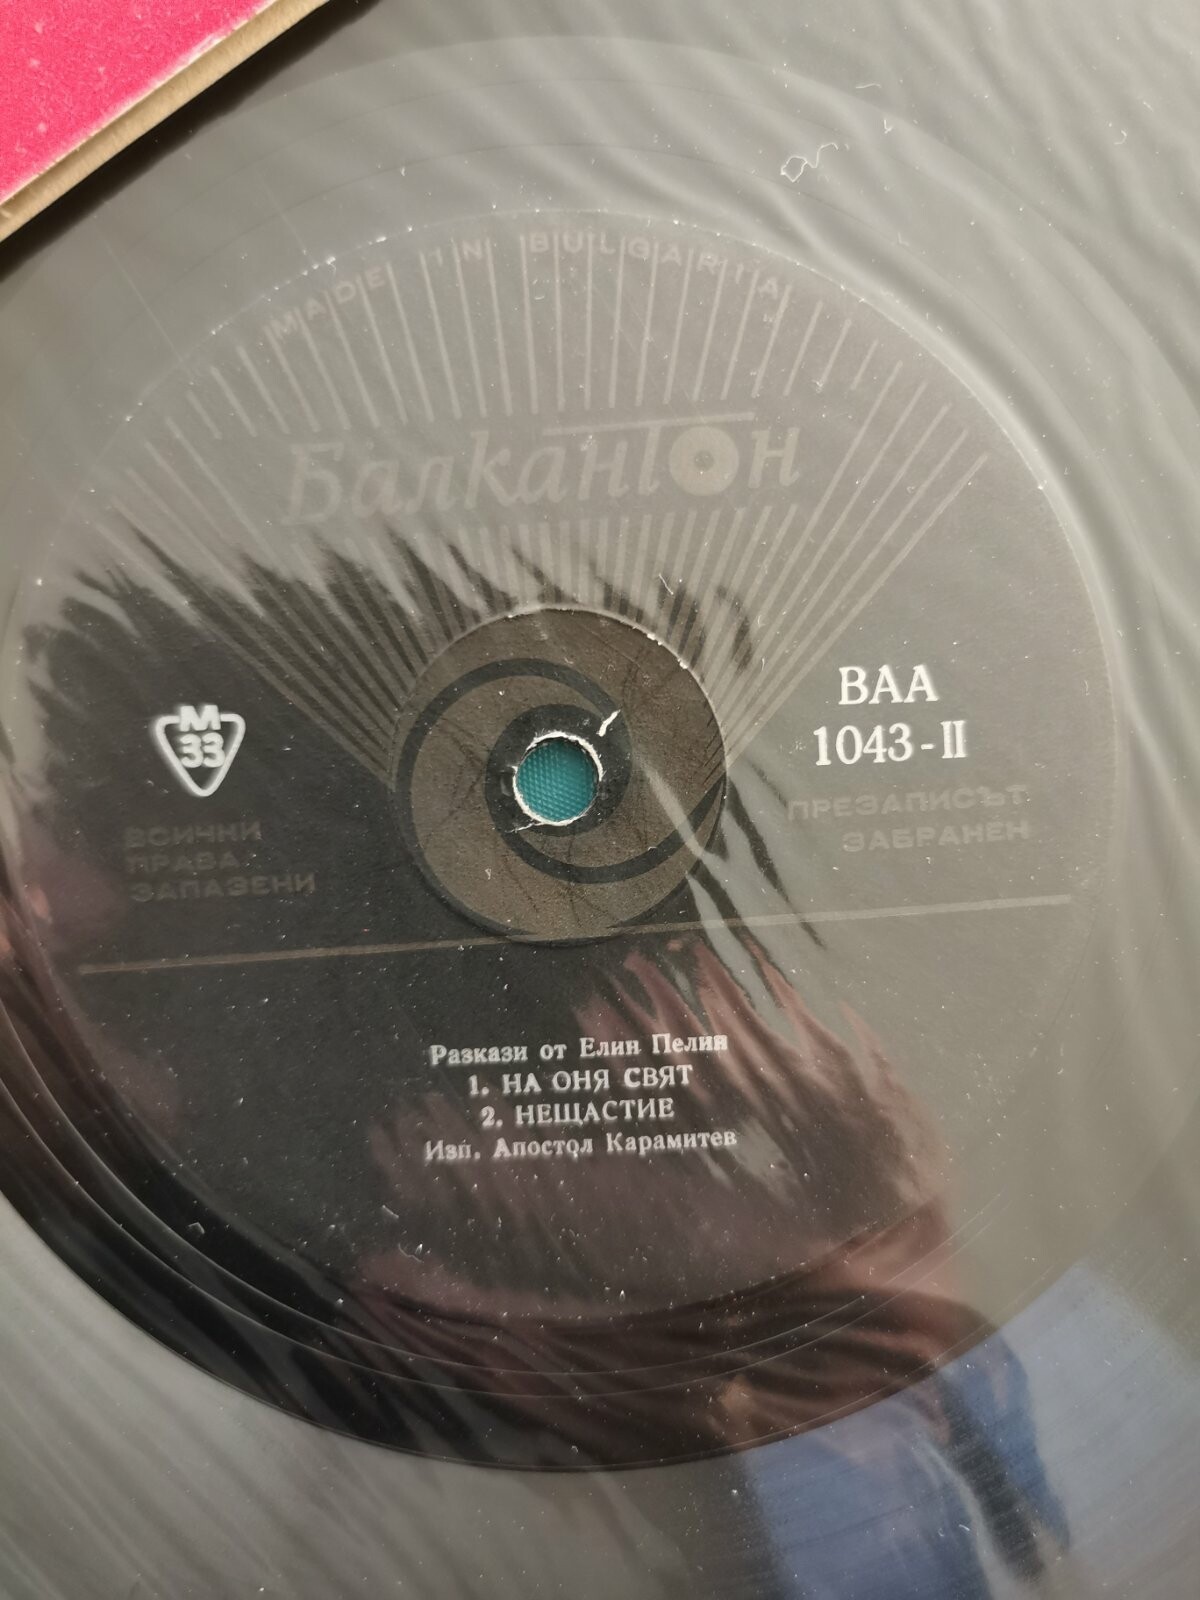 MADE IN BULGARIA
Балкантон
ВАА
1043-II
М
33
ПРЕЗАПИСЪТ
ЗАБРАНЕН
ВСИЧКИ
ПРАВА
ЗАПАЗЕНИ
Разкази от Елин Пелин
1. НА ОНЯ СВЯТ
2. НЕЩАСТИЕ
Изп. Апостол Карамитев